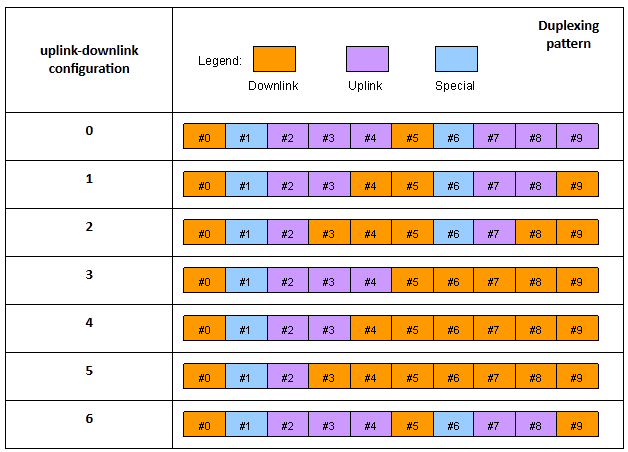 uplink-downlink
configuration
Duplexing
pattern
Legend:
Downlink Uplink Special
0 #0 #1 #2 #3 #4 #5 #6 #7 #8 #9
1 #0 #1 #2 #3 #4 #5 #6 #7 #8 #9
2 #0 #1 #2 #3 #4 #5 #6 #7 #8 #9
3 #0 #1 #2 #3 #4 #5 #6 #7 #8 #9
4 #0 #1 #2 #3 #4 #5 #6 #7 #8 #9
5 #0 #1 #2 #3 #4 #5 #6 #7 #8 #9
6 #0 #1 #2 #3 #4 #5 #6 #7 #8 #9